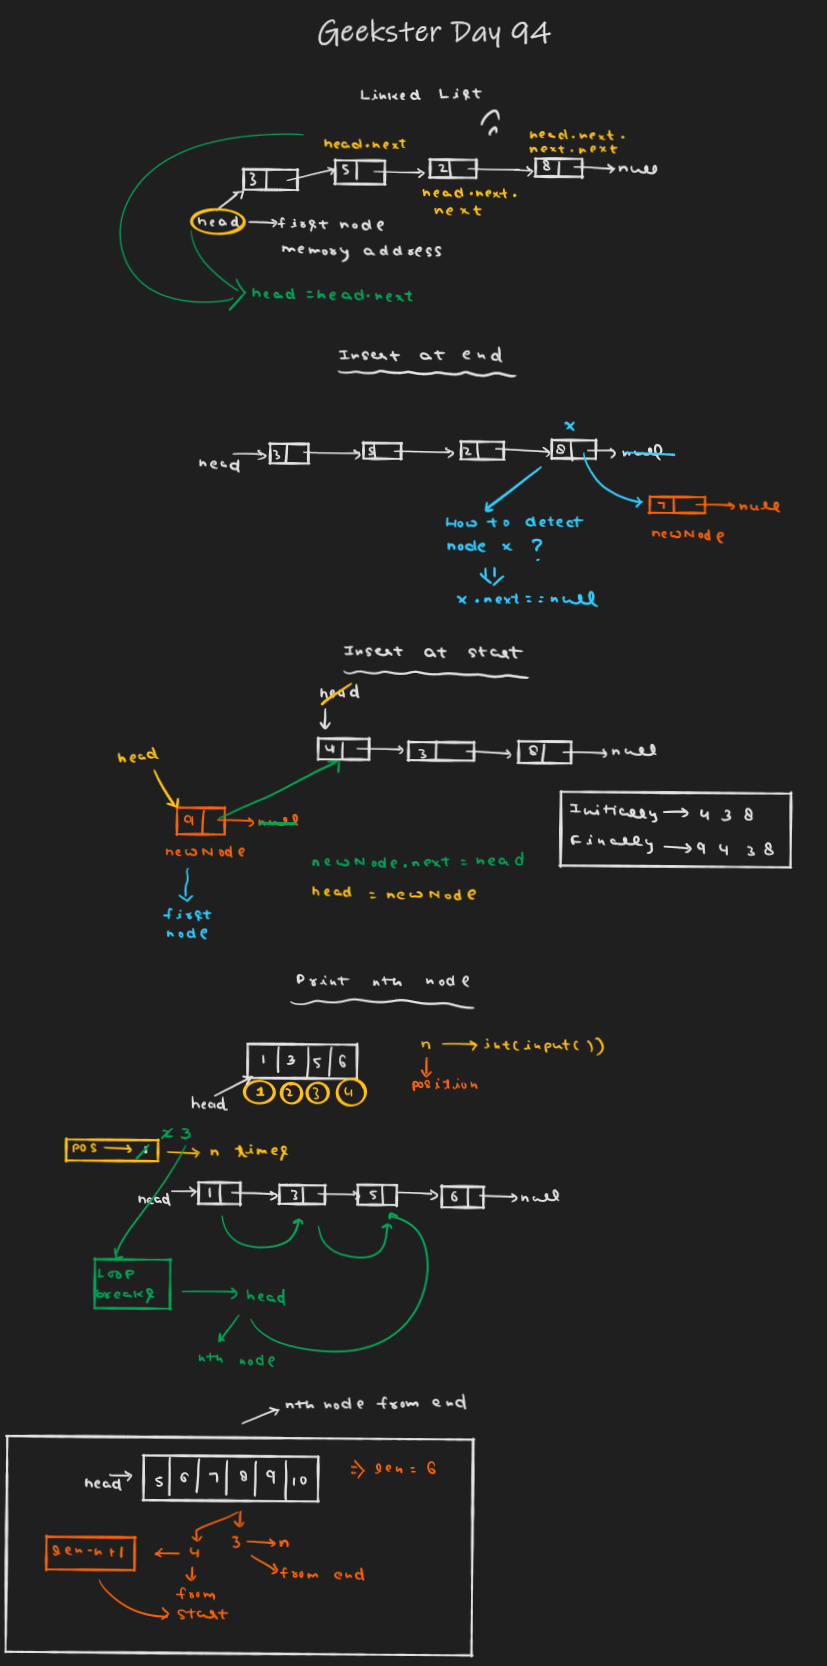 Geekster Day 94
Linked List
head.next
head.next.
next.next
3
5
2
8
null
head.next.
next
head
first node
memory address
head = head.next
Insert at end
x
head
3
5
2
8
null
7
null
newNode
How to detect
node x ?
x.next==null
Insert at start
head
4
3
8
null
head
9
null
newNode
first
node
newNode.next = head
head = newNode
Initially → 4 3 8
Finally → 9 4 3 8
Print nth node
1 3 5 6
n → int(input())
position
head
1 2 3 4
2 3
pos → 1 → n times
head
1
3
5
6
null
Loop
breaks
head
nth node
nth node from end
head
5 6 7 8 9 10
⇒ len = 6
len-n+1
4
3 → n
from end
from
start